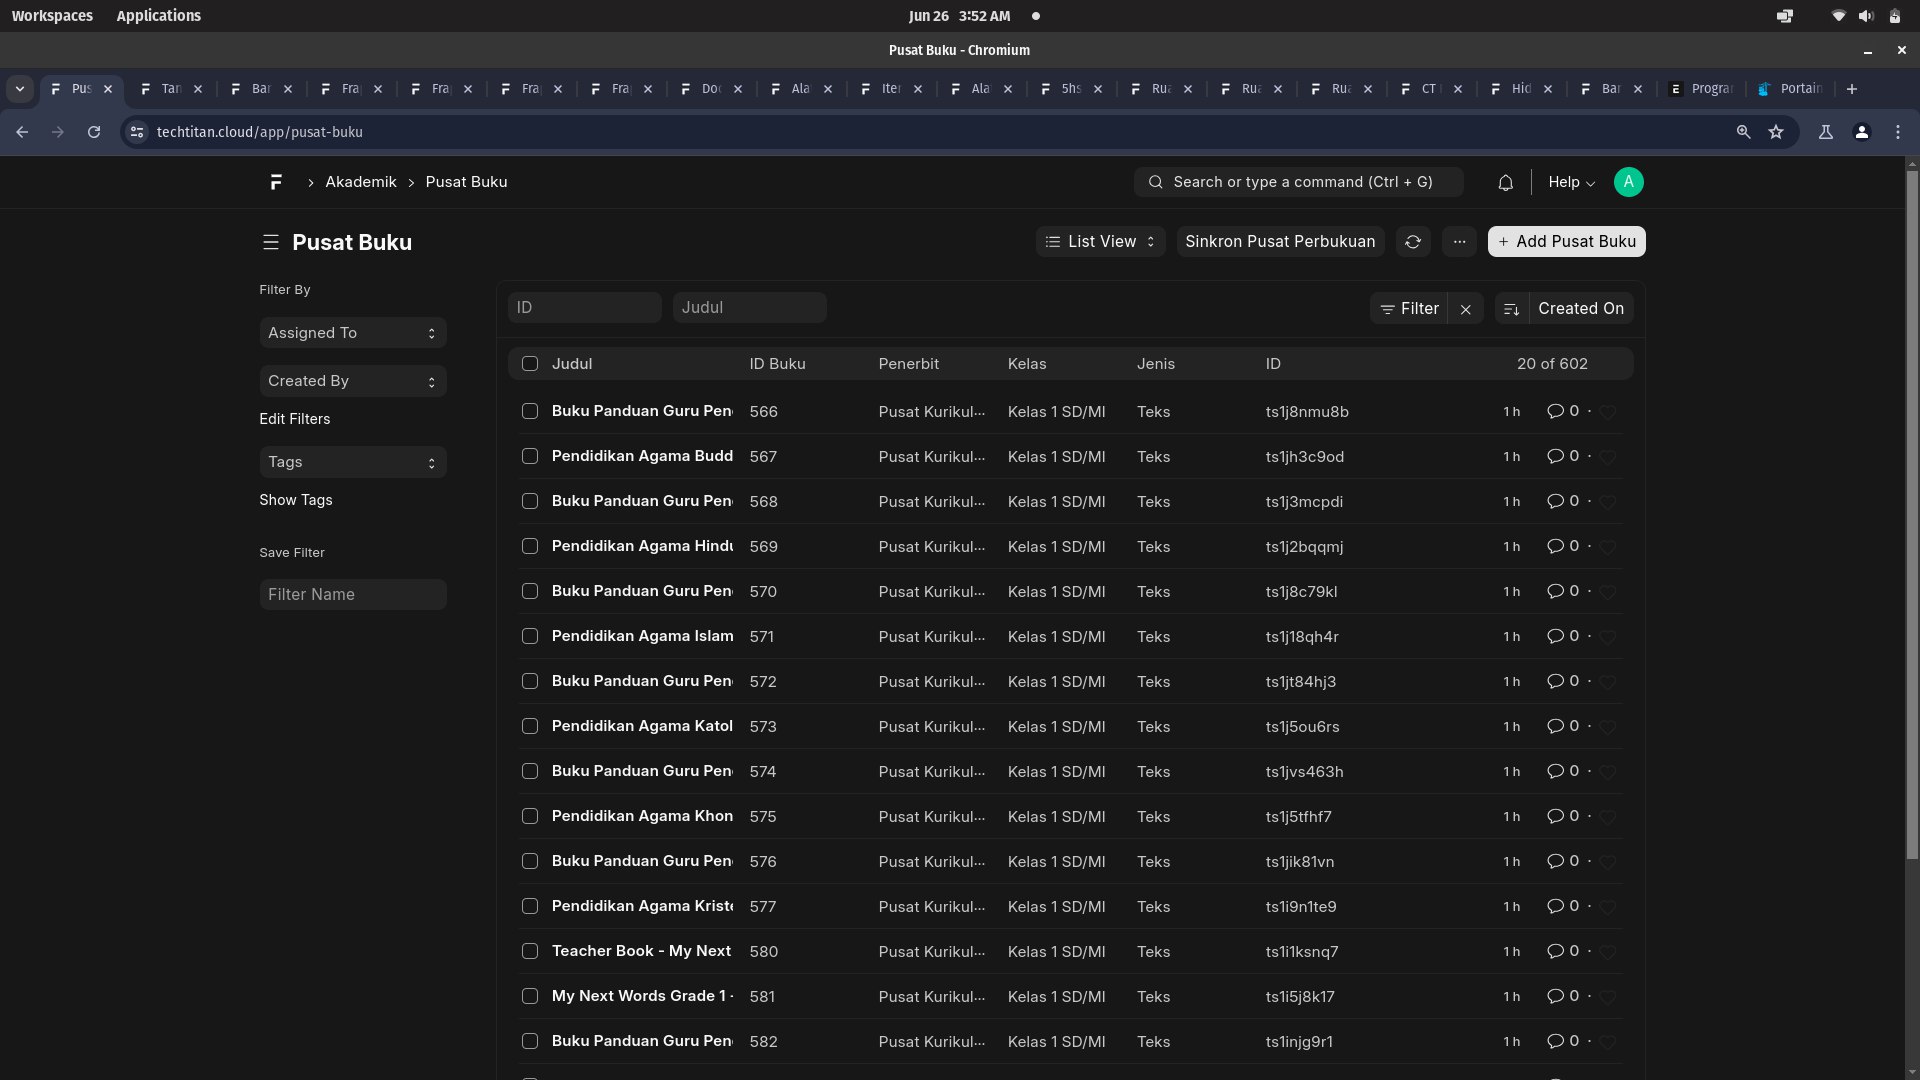 Workspaces Applications Jun 26 3:52 AM
Pusat Buku - Chromium
Pus Tan Bar Fra Fra Fra Fra Doc Ala Iter Ala 5hs Rua Rua Rua CT Hid Bar Progra Portain
techtitan.cloud/app/pusat-buku
Akademik Pusat Buku Search or type a command (Ctrl + G) Help A
Pusat Buku List View Sinkron Pusat Perbukuan ... + Add Pusat Buku
Filter By
Assigned To
Created By
Edit Filters
Tags
Show Tags
Save Filter
Filter Name
ID Judul Filter Created On
Judul ID Buku Penerbit Kelas Jenis ID 20 of 602
Buku Panduan Guru Pen 566 Pusat Kurikul... Kelas 1 SD/MI Teks ts1j8nmu8b 1 h 0 ·
Pendidikan Agama Budd 567 Pusat Kurikul... Kelas 1 SD/MI Teks ts1jh3c9od 1 h 0 ·
Buku Panduan Guru Pen 568 Pusat Kurikul... Kelas 1 SD/MI Teks ts1j3mcpdi 1 h 0 ·
Pendidikan Agama Hindu 569 Pusat Kurikul... Kelas 1 SD/MI Teks ts1j2bqqmj 1 h 0 ·
Buku Panduan Guru Pen 570 Pusat Kurikul... Kelas 1 SD/MI Teks ts1j8c79kl 1 h 0 ·
Pendidikan Agama Islam 571 Pusat Kurikul... Kelas 1 SD/MI Teks ts1j18qh4r 1 h 0 ·
Buku Panduan Guru Pen 572 Pusat Kurikul... Kelas 1 SD/MI Teks ts1jt84hj3 1 h 0 ·
Pendidikan Agama Katol 573 Pusat Kurikul... Kelas 1 SD/MI Teks ts1j5ou6rs 1 h 0 ·
Buku Panduan Guru Pen 574 Pusat Kurikul... Kelas 1 SD/MI Teks ts1jvs463h 1 h 0 ·
Pendidikan Agama Khon 575 Pusat Kurikul... Kelas 1 SD/MI Teks ts1j5tfhf7 1 h 0 ·
Buku Panduan Guru Pen 576 Pusat Kurikul... Kelas 1 SD/MI Teks ts1jik81vn 1 h 0 ·
Pendidikan Agama Kriste 577 Pusat Kurikul... Kelas 1 SD/MI Teks ts1i9n1te9 1 h 0 ·
Teacher Book - My Next 580 Pusat Kurikul... Kelas 1 SD/MI Teks ts1i1ksnq7 1 h 0 ·
My Next Words Grade 1 - 581 Pusat Kurikul... Kelas 1 SD/MI Teks ts1i5j8k17 1 h 0 ·
Buku Panduan Guru Pen 582 Pusat Kurikul... Kelas 1 SD/MI Teks ts1injg9r1 1 h 0 ·